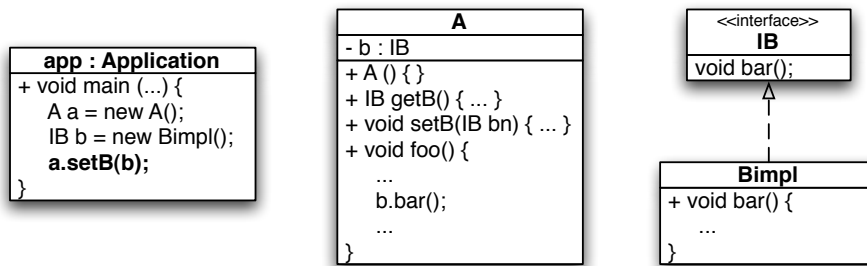 app : Application
+ void main (...) {
A a = new A();
IB b = new Bimpl();
a.setB(b);
}
A
- b : IB
+ A () { }
+ IB getB() { ... }
+ void setB(IB bn) { ... }
+ void foo() {
...
b.bar();
...
}
<<interface>>
IB
void bar();
Bimpl
+ void bar() {
...
}